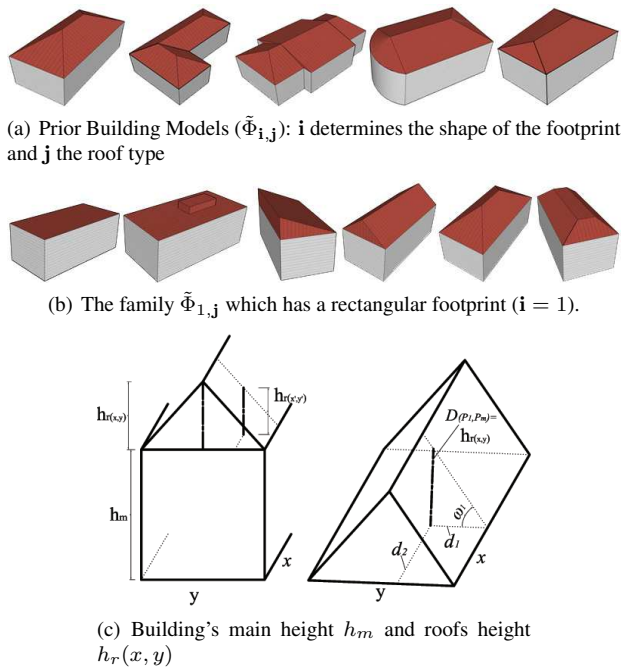 (a) Prior Building Models (Φ̃i,j): i determines the shape of the footprint
and j the roof type
(b) The family Φ̃1,j which has a rectangular footprint (i = 1).
hr(x,y)
hr(x',y')
hm
x
y
D(P1,Pm)=
hr(x,y)
ω1
d1
d2
x
y
(c) Building's main height hm and roofs height
hr(x, y)